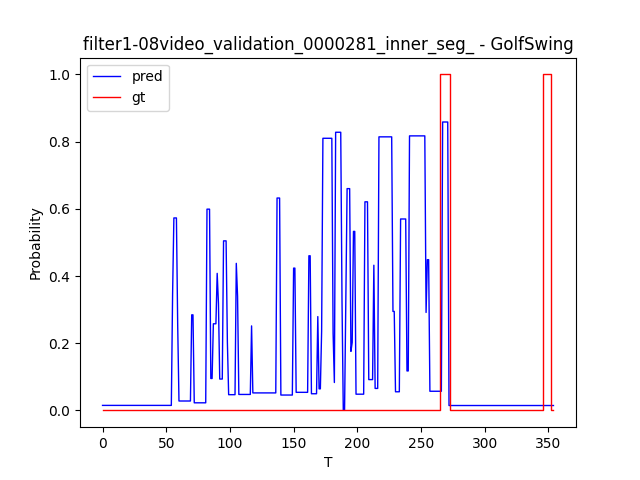 filter1-08video_validation_0000281_inner_seg_ - GolfSwing
pred
gt
1.0
0.8
0.6
0.4
0.2
0.0
Probability
0 50 100 150 200 250 300 350
T